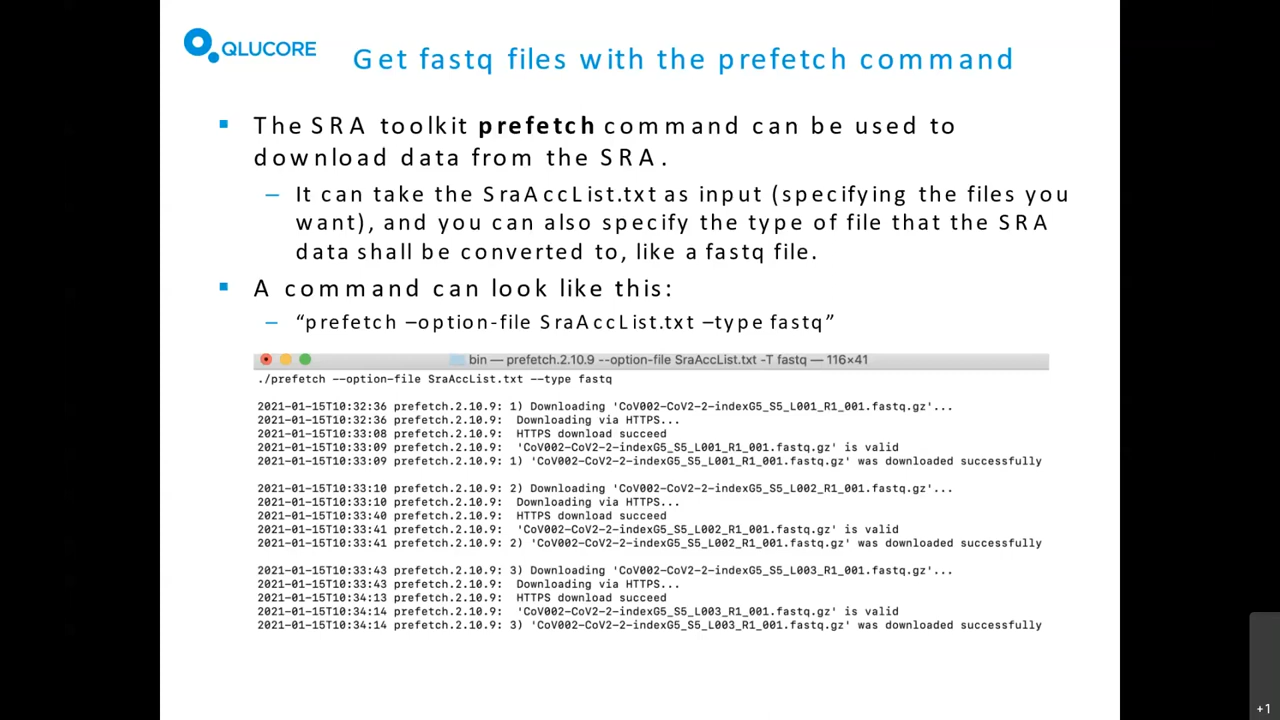 QLUCORE
Get fastq files with the prefetch command
The SRA toolkit prefetch command can be used to
download data from the SRA.
– It can take the SraAccList.txt as input (specifying the files you
want), and you can also specify the type of file that the SRA
data shall be converted to, like a fastq file.
A command can look like this:
– “prefetch –option-file SraAccList.txt –type fastq”
bin — prefetch.2.10.9 --option-file SraAccList.txt -T fastq — 116×41
./prefetch --option-file SraAccList.txt --type fastq
2021-01-15T10:32:36 prefetch.2.10.9: 1) Downloading 'CoV002-CoV2-2-indexG5_S5_L001_R1_001.fastq.gz'...
2021-01-15T10:32:36 prefetch.2.10.9:  Downloading via HTTPS...
2021-01-15T10:33:08 prefetch.2.10.9:  HTTPS download succeed
2021-01-15T10:33:09 prefetch.2.10.9:  'CoV002-CoV2-2-indexG5_S5_L001_R1_001.fastq.gz' is valid
2021-01-15T10:33:09 prefetch.2.10.9: 1) 'CoV002-CoV2-2-indexG5_S5_L001_R1_001.fastq.gz' was downloaded successfully
2021-01-15T10:33:10 prefetch.2.10.9: 2) Downloading 'CoV002-CoV2-2-indexG5_S5_L002_R1_001.fastq.gz'...
2021-01-15T10:33:10 prefetch.2.10.9:  Downloading via HTTPS...
2021-01-15T10:33:40 prefetch.2.10.9:  HTTPS download succeed
2021-01-15T10:33:41 prefetch.2.10.9:  'CoV002-CoV2-2-indexG5_S5_L002_R1_001.fastq.gz' is valid
2021-01-15T10:33:41 prefetch.2.10.9: 2) 'CoV002-CoV2-2-indexG5_S5_L002_R1_001.fastq.gz' was downloaded successfully
2021-01-15T10:33:43 prefetch.2.10.9: 3) Downloading 'CoV002-CoV2-2-indexG5_S5_L003_R1_001.fastq.gz'...
2021-01-15T10:33:43 prefetch.2.10.9:  Downloading via HTTPS...
2021-01-15T10:34:13 prefetch.2.10.9:  HTTPS download succeed
2021-01-15T10:34:14 prefetch.2.10.9:  'CoV002-CoV2-2-indexG5_S5_L003_R1_001.fastq.gz' is valid
2021-01-15T10:34:14 prefetch.2.10.9: 3) 'CoV002-CoV2-2-indexG5_S5_L003_R1_001.fastq.gz' was downloaded successfully
+1